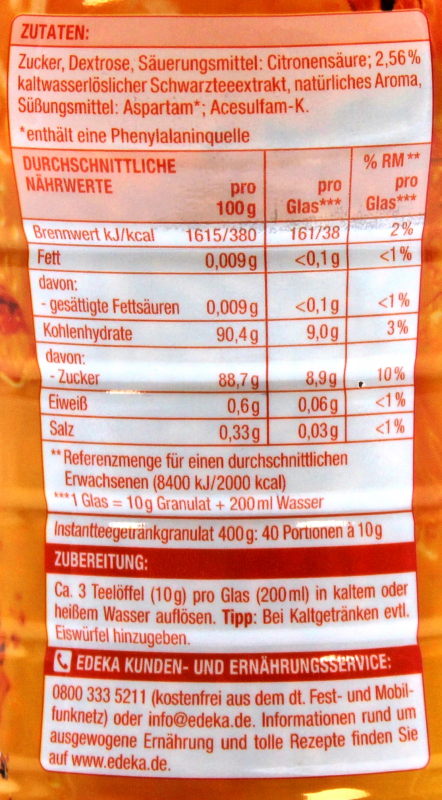 ZUTATEN:
Zucker, Dextrose, Säuerungsmittel: Citronensäure; 2,56%
kaltwasserlöslicher Schwarzteeextrakt, natürliches Aroma,
Süßungsmittel: Aspartam*; Acesulfam-K.
*enthält eine Phenylalaninquelle
DURCHSCHNITTLICHE NÄHRWERTE pro 100 g pro Glas*** % RM ** pro Glas***
Brennwert kJ/kcal 1615/380 161/38 2%
Fett 0,009 g <0,1 g <1%
davon:
- gesättigte Fettsäuren 0,009 g <0,1 g <1%
Kohlenhydrate 90,4 g 9,0 g 3%
davon:
- Zucker 88,7 g 8,9 g 10%
Eiweiß 0,6 g 0,06 g <1%
Salz 0,33 g 0,03 g <1%
** Referenzmenge für einen durchschnittlichen
Erwachsenen (8400 kJ/2000 kcal)
*** 1 Glas = 10 g Granulat + 200 ml Wasser
Instantteegetränkgranulat 400 g: 40 Portionen à 10 g
ZUBEREITUNG:
Ca. 3 Teelöffel (10 g) pro Glas (200 ml) in kaltem oder
heißem Wasser auflösen. Tipp: Bei Kaltgetränken evtl.
Eiswürfel hinzugeben.
EDEKA KUNDEN- UND ERNÄHRUNGSSERVICE:
0800 333 5211 (kostenfrei aus dem dt. Fest- und Mobil-
funknetz) oder info@edeka.de. Informationen rund um
ausgewogene Ernährung und tolle Rezepte finden Sie
auf www.edeka.de.